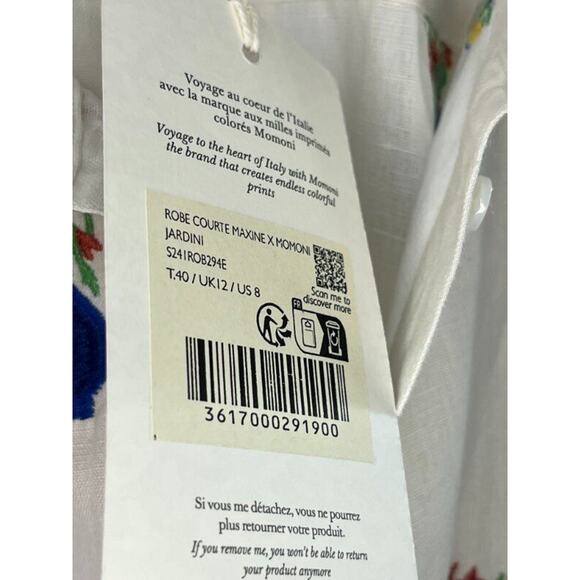 Voyage au coeur de l'Italie
avec la marque aux milles imprimés
colorés Momoni
Voyage to the heart of Italy with Momoni
the brand that creates endless colorful
prints
ROBE COURTE MAXINE X MOMONI
JARDINI
S241ROB294E
T.40 / UK12 / US 8
Scan me to
discover more
FR
3617000291900
Si vous me détachez, vous ne pourrez
plus retourner votre produit.
If you remove me, you won't be able to return
your product anymore